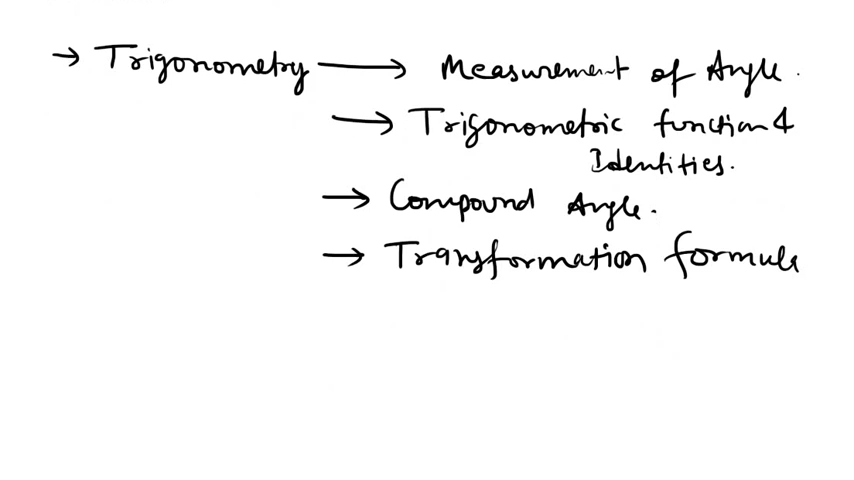 → Trigonometry → Measurement of Angle.
→ Trigonometric function &
Identities.
→ Compound Angle.
→ Transformation formula